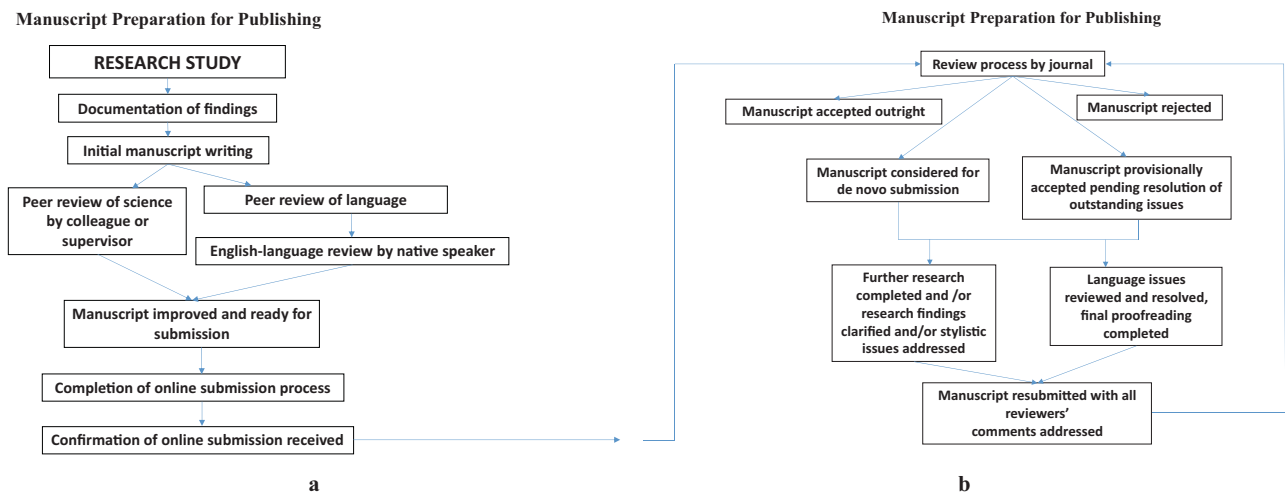 Manuscript Preparation for Publishing
RESEARCH STUDY
Documentation of findings
Initial manuscript writing
Peer review of science
by colleague or
supervisor
Peer review of language
English-language review by native speaker
Manuscript improved and ready for
submission
Completion of online submission process
Confirmation of online submission received
a
Manuscript Preparation for Publishing
Review process by journal
Manuscript accepted outright
Manuscript rejected
Manuscript considered for
de novo submission
Manuscript provisionally
accepted pending resolution of
outstanding issues
Further research
completed and /or
research findings
clarified and/or stylistic
issues addressed
Language issues
reviewed and resolved,
final proofreading
completed
Manuscript resubmitted with all
reviewers’
comments addressed
b